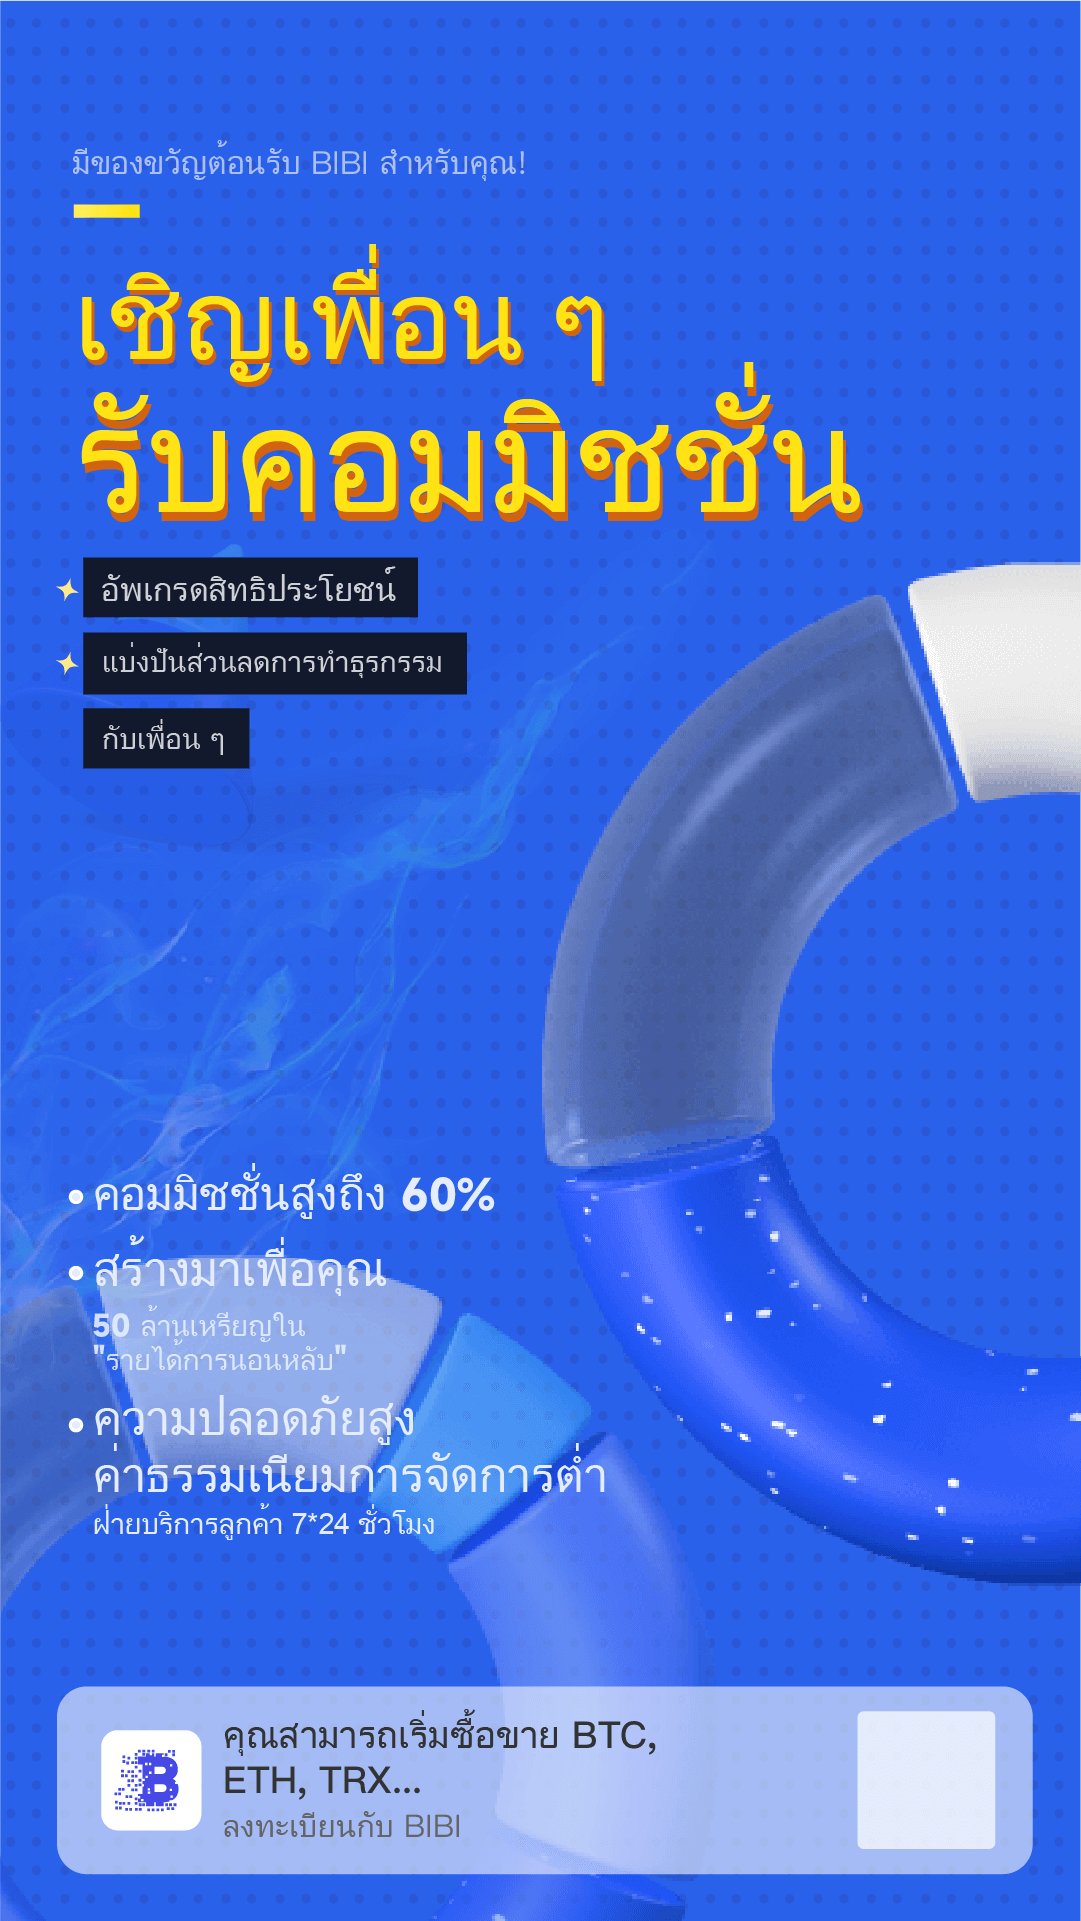 มีของขวัญต้อนรับ BIBI สำหรับคุณ!
เชิญเพื่อน ๆ
รับคอมมิชชั่น
อัพเกรดสิทธิประโยชน์
แบ่งปันส่วนลดการทำธุรกรรม
กับเพื่อน ๆ
• คอมมิชชั่นสูงถึง 60%
• สร้างมาเพื่อคุณ
50 ล้านเหรียญใน
"รายได้การนอนหลับ"
• ความปลอดภัยสูง
ค่าธรรมเนียมการจัดการต่ำ
ฝ่ายบริการลูกค้า 7*24 ชั่วโมง
คุณสามารถเริ่มซื้อขาย BTC,
ETH, TRX...
ลงทะเบียนกับ BIBI